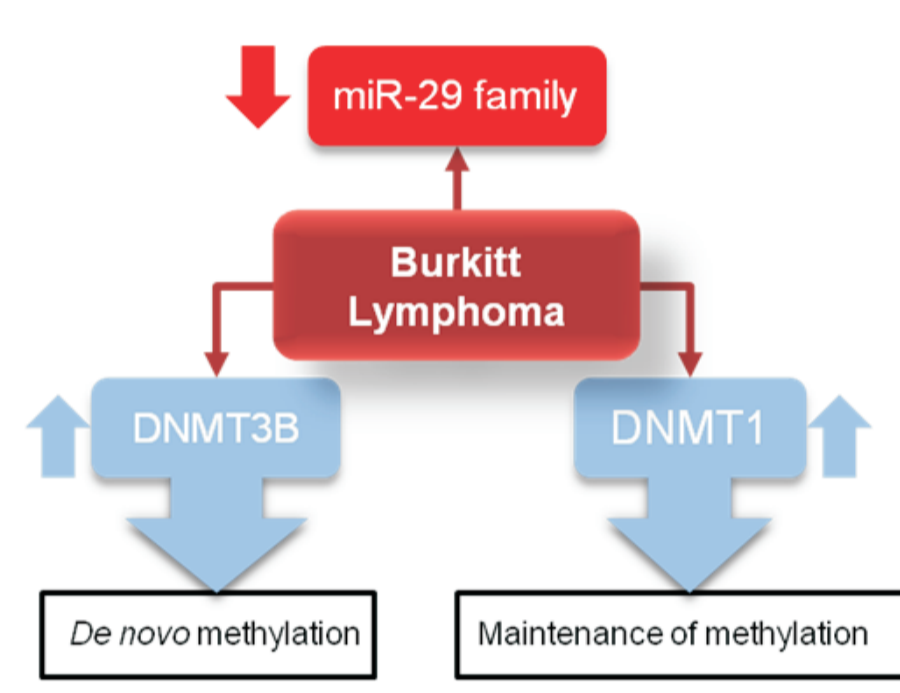 miR-29 family
Burkitt
Lymphoma
DNMT3B
DNMT1
De novo methylation
Maintenance of methylation